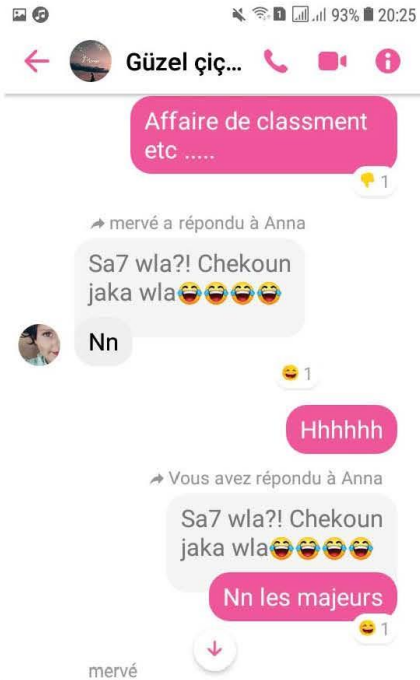 93% 20:25
Güzel çiç...
Affaire de classment
etc .....
1
mervé a répondu à Anna
Sa7 wla?! Chekoun
jaka wla😂😂😂😂
Nn
1
Hhhhhh
Vous avez répondu à Anna
Sa7 wla?! Chekoun
jaka wla😂😂😂😂
Nn les majeurs
1
mervé